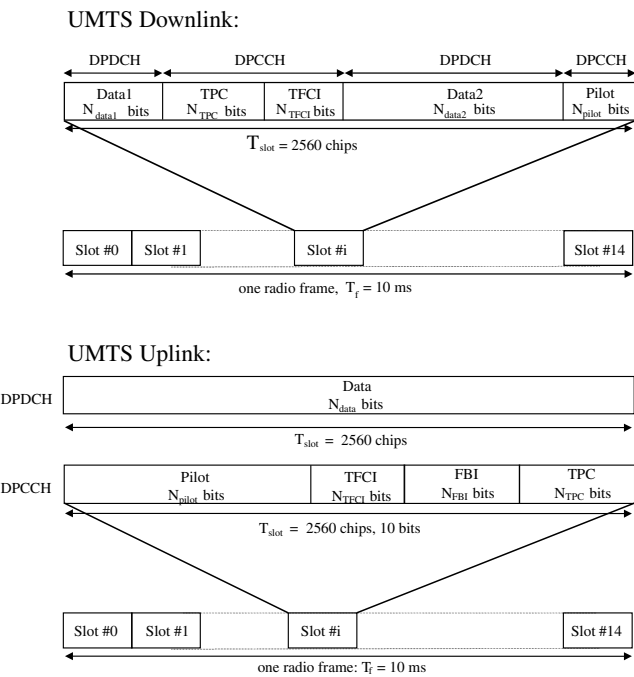 UMTS Downlink:
DPDCH DPCCH DPDCH DPCCH
Data1 TPC TFCI Data2 Pilot
N_data1 bits N_TPC bits N_TFCI bits N_data2 bits N_pilot bits
T_slot = 2560 chips
Slot #0 Slot #1 Slot #i Slot #14
one radio frame, T_f = 10 ms
UMTS Uplink:
Data
DPDCH
N_data bits
T_slot = 2560 chips
Pilot TFCI FBI TPC
DPCCH
N_pilot bits N_TFCI bits N_FBI bits N_TPC bits
T_slot = 2560 chips, 10 bits
Slot #0 Slot #1 Slot #i Slot #14
one radio frame: T_f = 10 ms